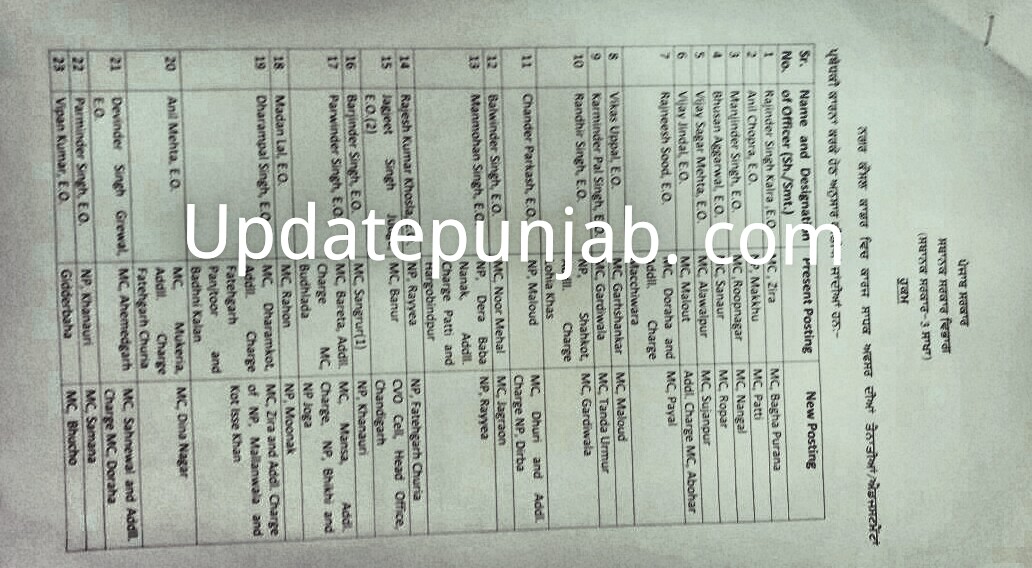 ਪੰਜਾਬ ਸਰਕਾਰ
ਸਥਾਨਕ ਸਰਕਾਰ ਵਿਭਾਗ
(ਸਥਾਨਕ ਸਰਕਾਰ-3 ਸਾਖਾ)
ਹੁਕਮ
ਨਗਰ ਕੌਂਸਲ ਕਾਡਰ ਵਿਚ ਕਾਰਜ ਸਾਧਕ ਅਫਸਰ ਦੀਆਂ ਤੈਨਾਤੀਆਂ/ਐਡਜਸਟਮੈਂਟਾਂ
ਪ੍ਰਬੰਧਕੀ ਕਾਰਨਾਂ ਕਰਕੇ ਹੇਠ ਅਨੁਸਾਰ ਜਾਂਦੀਆਂ ਹਨ:-
Sr. Name and Designation Present Posting New Posting
No. of Officer (Sh./Smt.)
1 Rajinder Singh Kalra ,E.O. MC , Zira MC, Bagha Purana
2 Anil Chopra, E.O. NP, Makkhu MC, Patti
3 Manjinder Singh, E.O. MC ,Roopnagar MC, Nangal
4 Bhusan Aggarwal, E.O. MC, Sanaur MC, Ropar
5 Vijay Sagar Mehta, E.O. MC, Alawalpur MC, Sujanpur
6 Vijay Jindal, E.O. MC, Malout Addl. Charge MC, Abohar
7 Rajneesh Sood, E.O. MC, Doraha and MC, Payal
Addll. Charge
Macchiwara
8 Vikas Uppal, E.O. MC, Garhshankar MC, Maloud
9 Karminder Pal Singh, E.O. MC, Gardiwala MC, Tanda Urmur
10 Randhir Singh, E.O. NP, Shahkot, MC, Gardiwala
Addll. Charge
Lohia Khas
11 Chander Parkash, E.O. NP, Maloud MC, Dhuri and Addl.
Charge NP, Dirba
12 Balwinder Singh, E.O. MC, Noor Mehal MC, Jagraon
13 Manmohan Singh, E.O. NP, Dera Baba NP, Rayyea
Nanak, Addll.
Charge Patti and
Hargobindpur
14 Rajesh Kumar Khosla, E.O. NP, Rayyea NP, Fatehgarh Churia
15 Jagjeet Singh MC, Banur CVO Cell, Head Office,
E.O.(2) Chandigarh
16 Barjinder Singh, E.O. MC, Sangrur(1) NP, Khanauri
17 Parwinder Singh, E.O. MC, Bareta, Addll. MC, Mansa, Addl.
Charge MC, Charge, NP, Bhikhi and
Budhlada NP Joga
18 Madan Lal, E.O. MC, Rahon NP, Moonak
19 Dharampal Singh, E.O. MC, Dharamkot, MC, Zira and Addl. Charge
Addll. Charge of NP, Mallanwala and
Fatehgarh Kot Isse Khan
Panjtoor and
Badhni Kalan
20 Anil Mehta, E.O. MC, Mukeria, MC, Dina Nagar
Addll. Charge
Fatehgarh Churia
21 Devinder Singh Grewal, MC, Ahemedgarh MC, Sahnewal and Addll.
E.O. Charge MC, Doraha
22 Parminder Singh, E.O. NP, Khanauri MC, Samana
23 Vipan Kumar, E.O. Gidderbaha MC, Bhucho
Updatepunjab.com